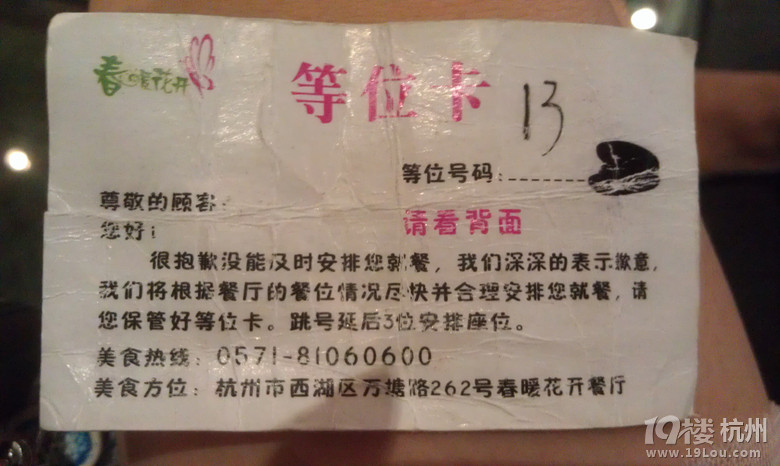 春暖花开
等位卡
13
等位号码:
尊敬的顾客:
请看背面
您好!
很抱歉没能及时安排您就餐,我们深深的表示歉意,
我们将根据餐厅的餐位情况尽快并合理安排您就餐,请
您保管好等位卡。跳号延后3位安排座位。
美食热线:0571-81060600
美食方位:杭州市西湖区万塘路262号春暖花开餐厅
19楼杭州
www.19Lou.com